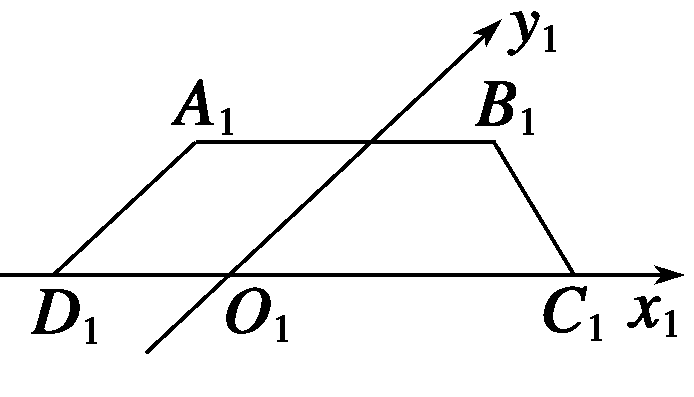 y₁
A₁ B₁
D₁ O₁ C₁ x₁